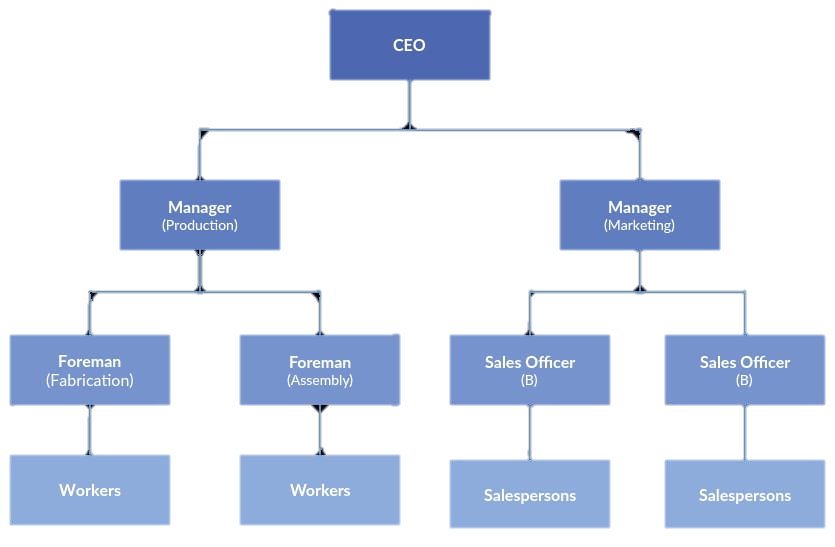 CEO
Manager
(Production)
Manager
(Marketing)
Foreman
(Fabrication)
Foreman
(Assembly)
Sales Officer
(B)
Sales Officer
(B)
Workers
Workers
Salespersons
Salespersons